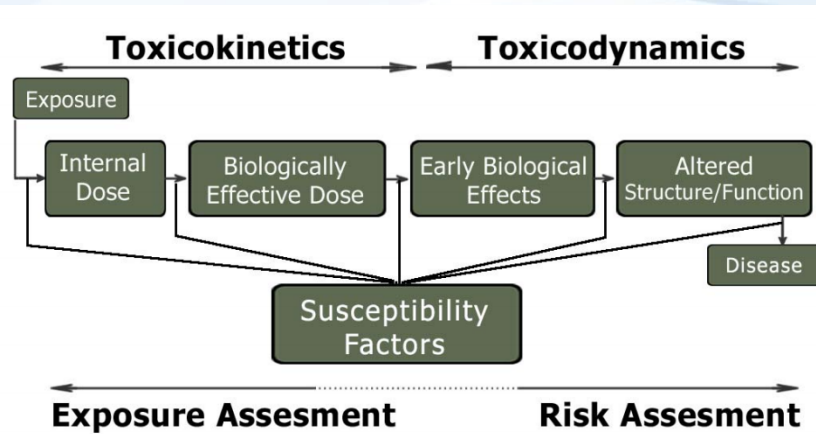 Toxicokinetics
Toxicodynamics
Exposure
Internal
Dose
Biologically
Effective Dose
Early Biological
Effects
Altered
Structure/Function
Disease
Susceptibility
Factors
Exposure Assesment
Risk Assesment